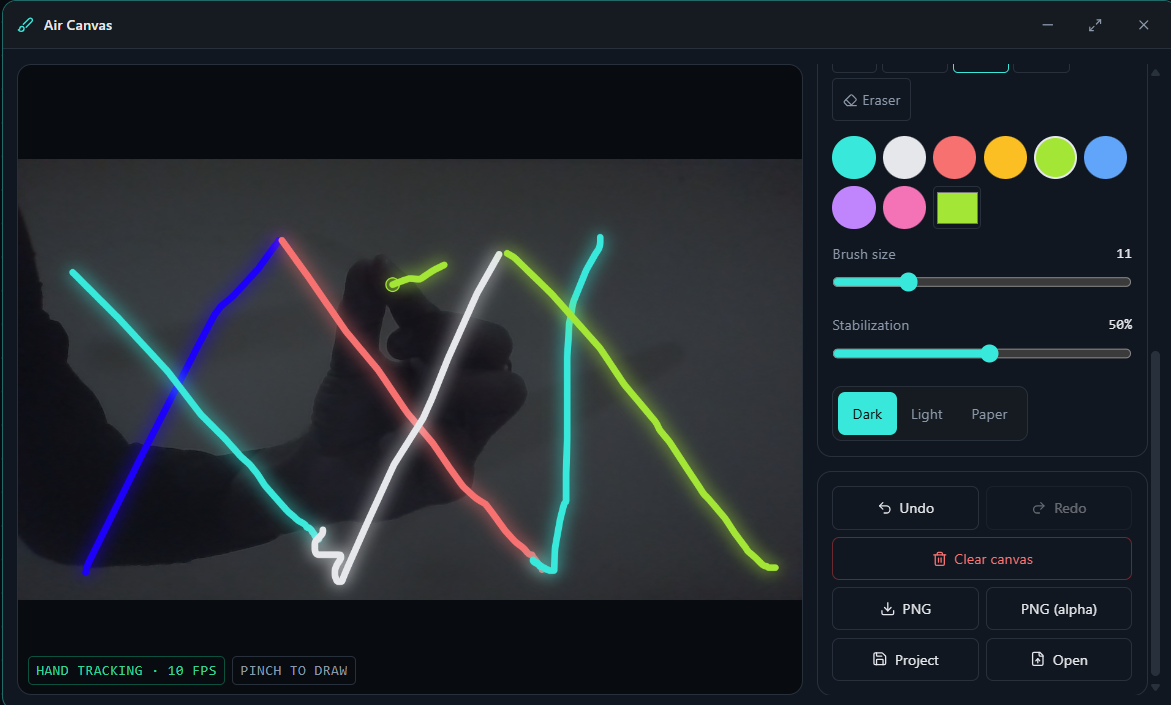 Air Canvas
Eraser
Brush size 11
Stabilization 50%
Dark Light Paper
Undo Redo
Clear canvas
PNG PNG (alpha)
Project Open
HAND TRACKING · 10 FPS PINCH TO DRAW